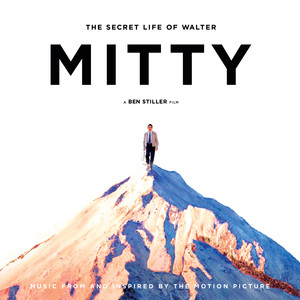 THE SECRET LIFE OF WALTER
MITTY
A BEN STILLER FILM
MUSIC FROM AND INSPIRED BY THE MOTION PICTURE